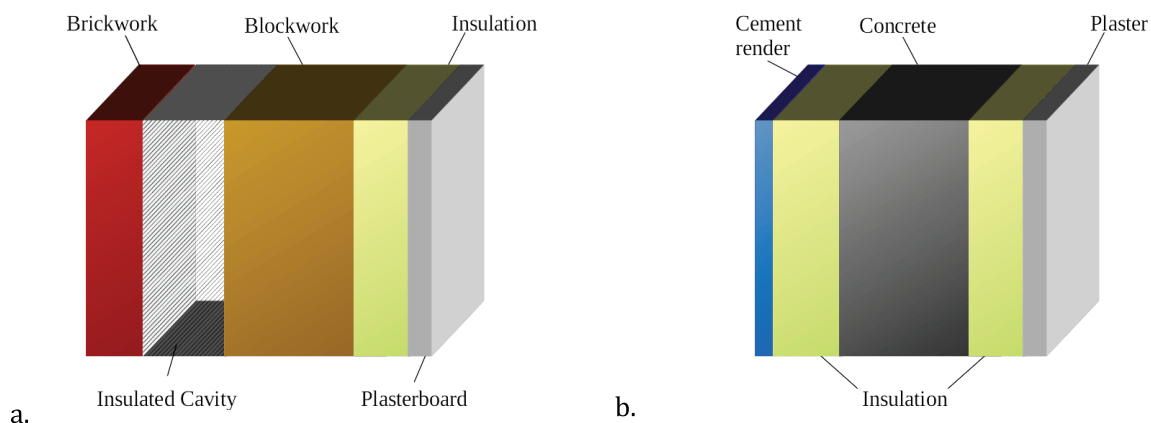 Brickwork
Blockwork
Insulation
Insulated Cavity
Plasterboard
a.
Cement
render
Concrete
Plaster
Insulation
b.